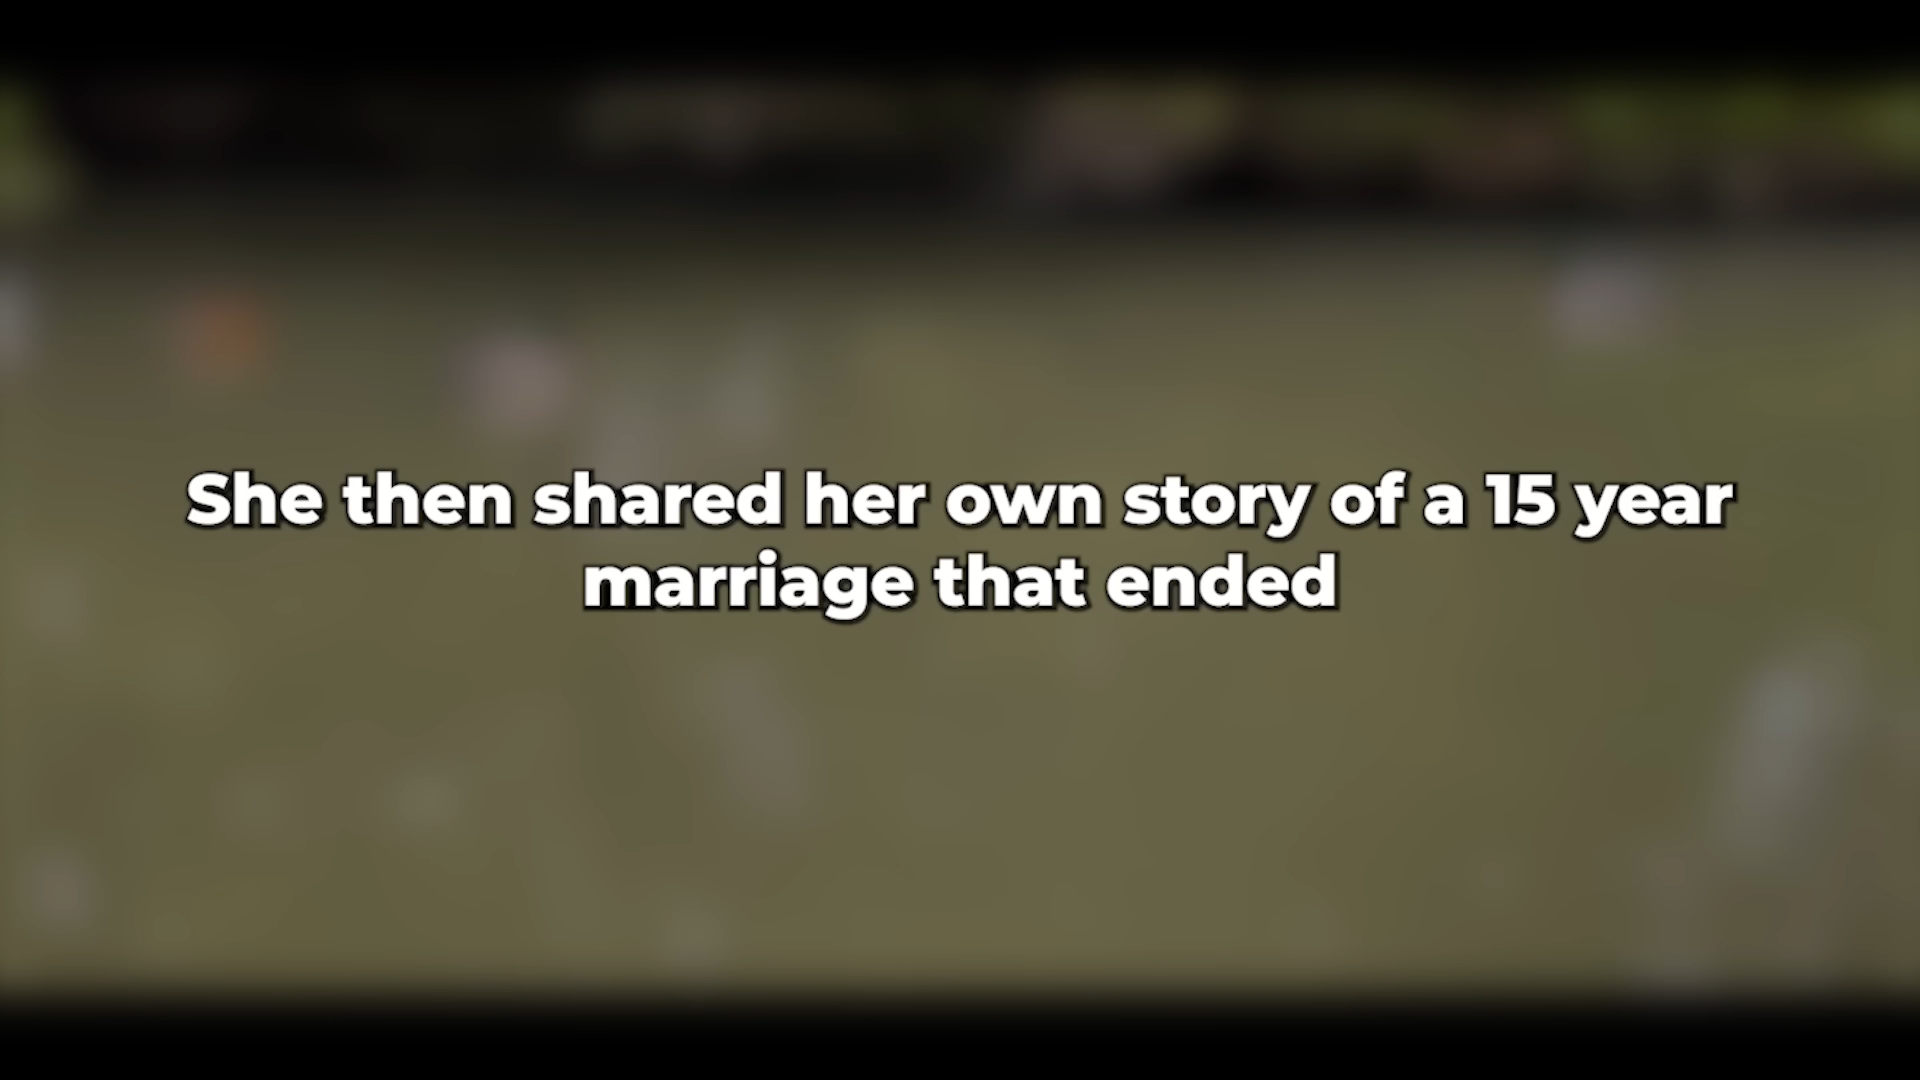 She then shared her own story of a 15 year
marriage that ended